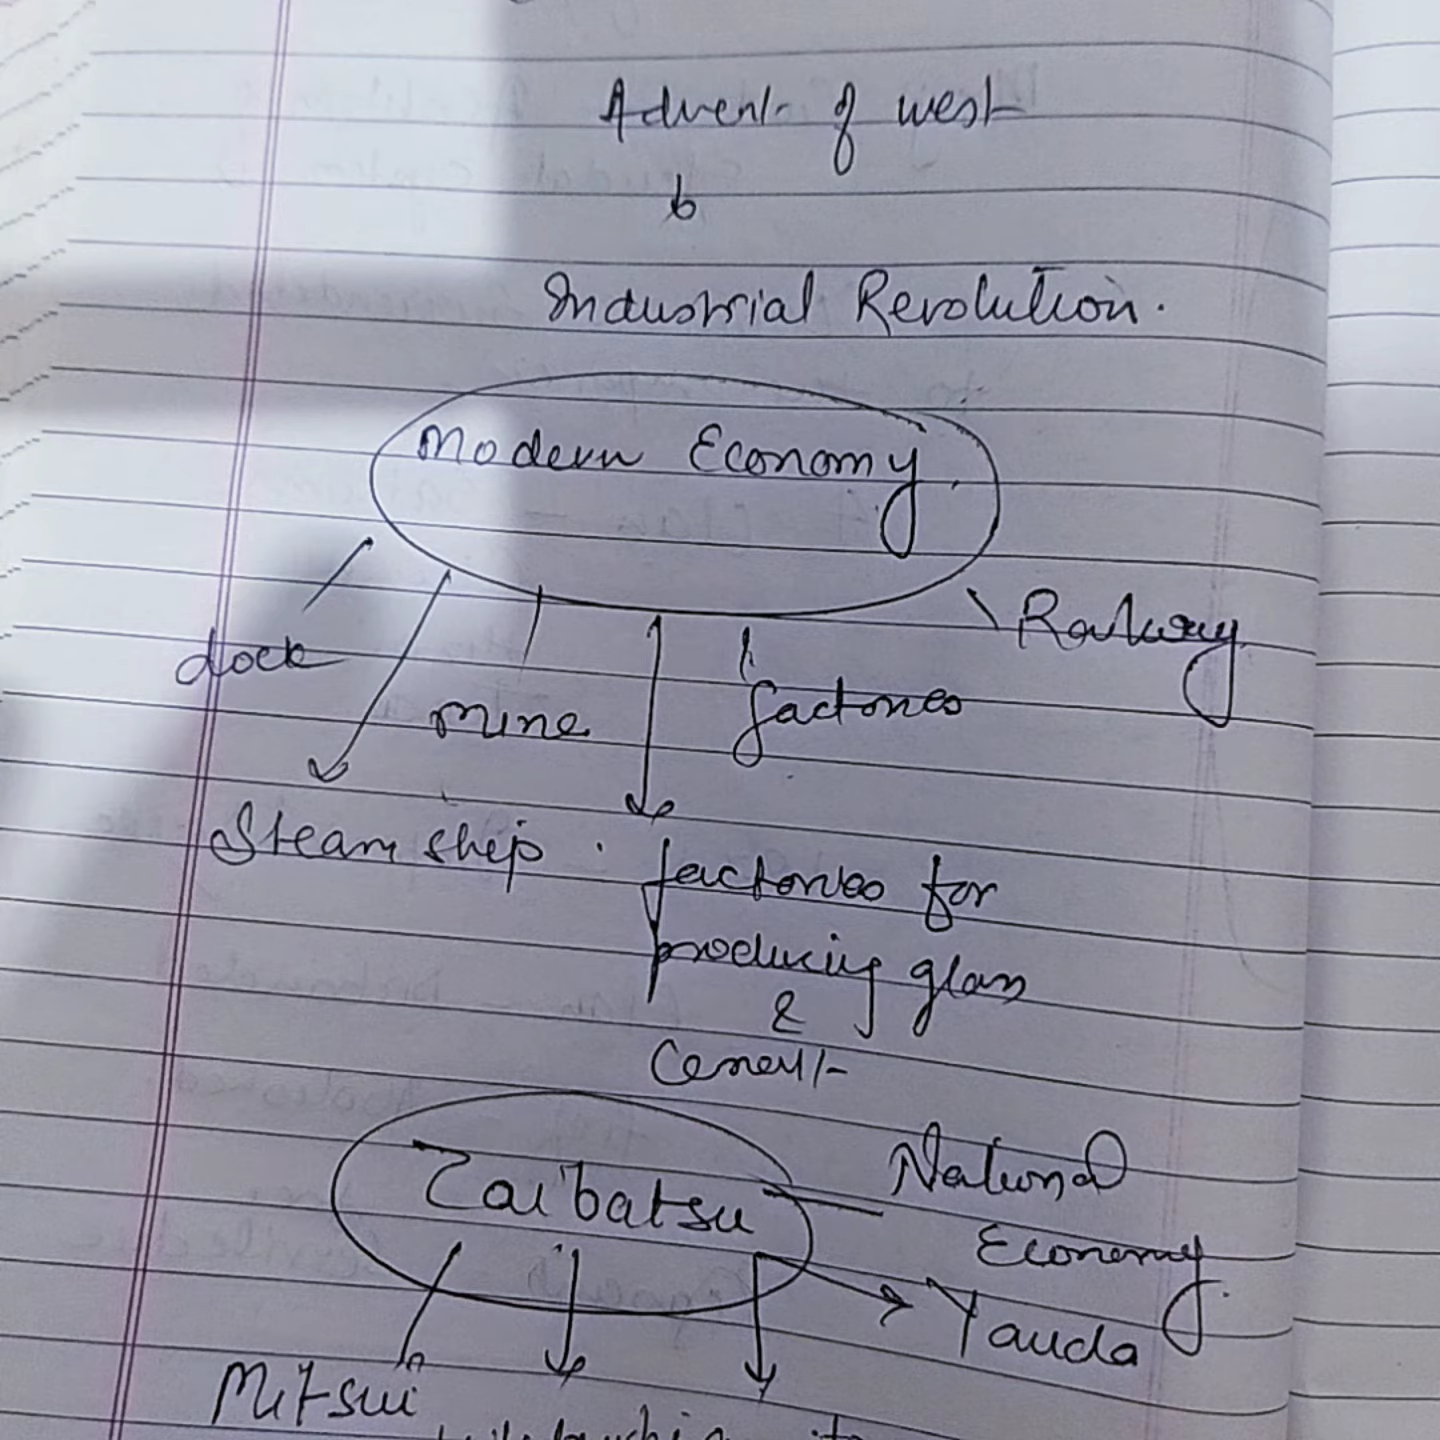 Advent of west
Industrial Revolution.
Modern Economy
Railway
dock
mine
factories
Steam ship
factories for
producing glass
&
Cement
National
Zaibatsu
Economy
Yauda
Mitsui